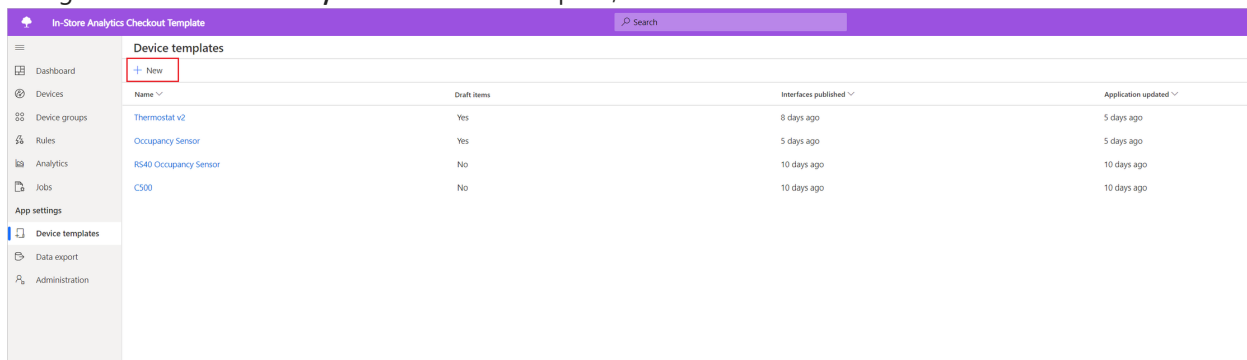 In-Store Analytics Checkout Template
Search
Device templates
Dashboard
Devices
Device groups
Rules
Analytics
Jobs
App settings
Device templates
Data export
Administration
+ New
Name Draft items Interfaces published Application updated
Thermostat v2 Yes 8 days ago 5 days ago
Occupancy Sensor Yes 5 days ago 5 days ago
RS40 Occupancy Sensor No 10 days ago 10 days ago
C500 No 10 days ago 10 days ago